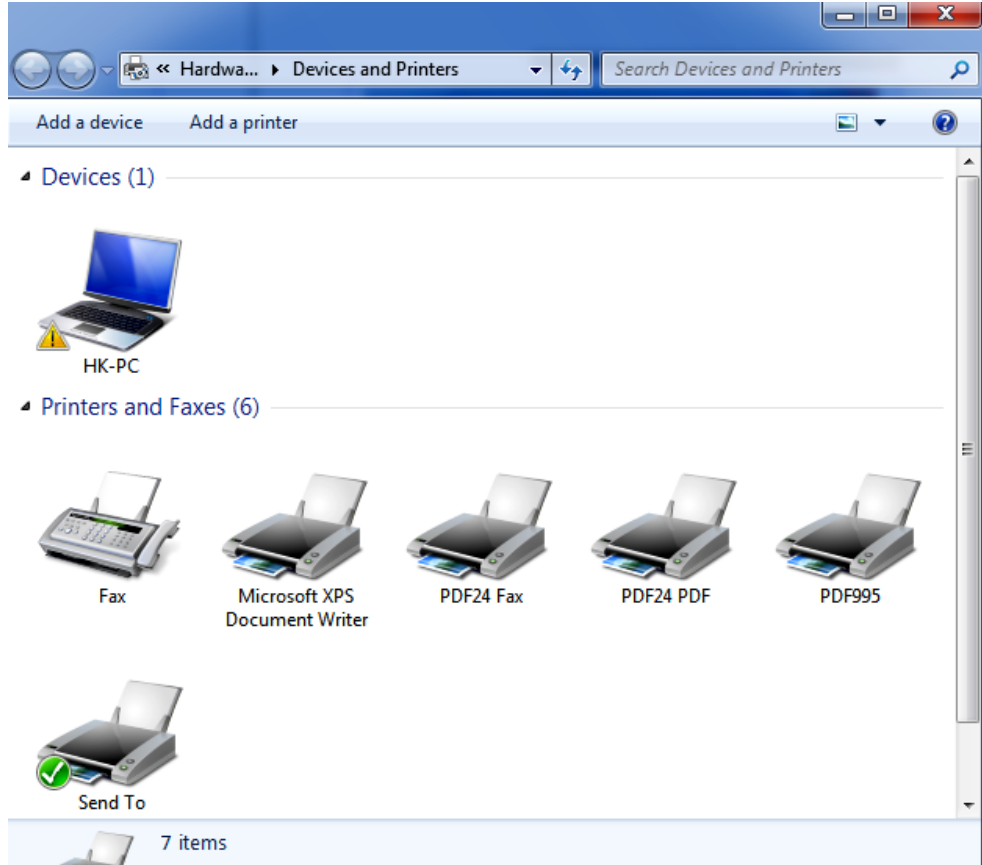 « Hardwa... ▸ Devices and Printers
Search Devices and Printers
Add a device Add a printer
Devices (1)
HK-PC
Printers and Faxes (6)
Fax
Microsoft XPS
Document Writer
PDF24 Fax
PDF24 PDF
PDF995
Send To
7 items